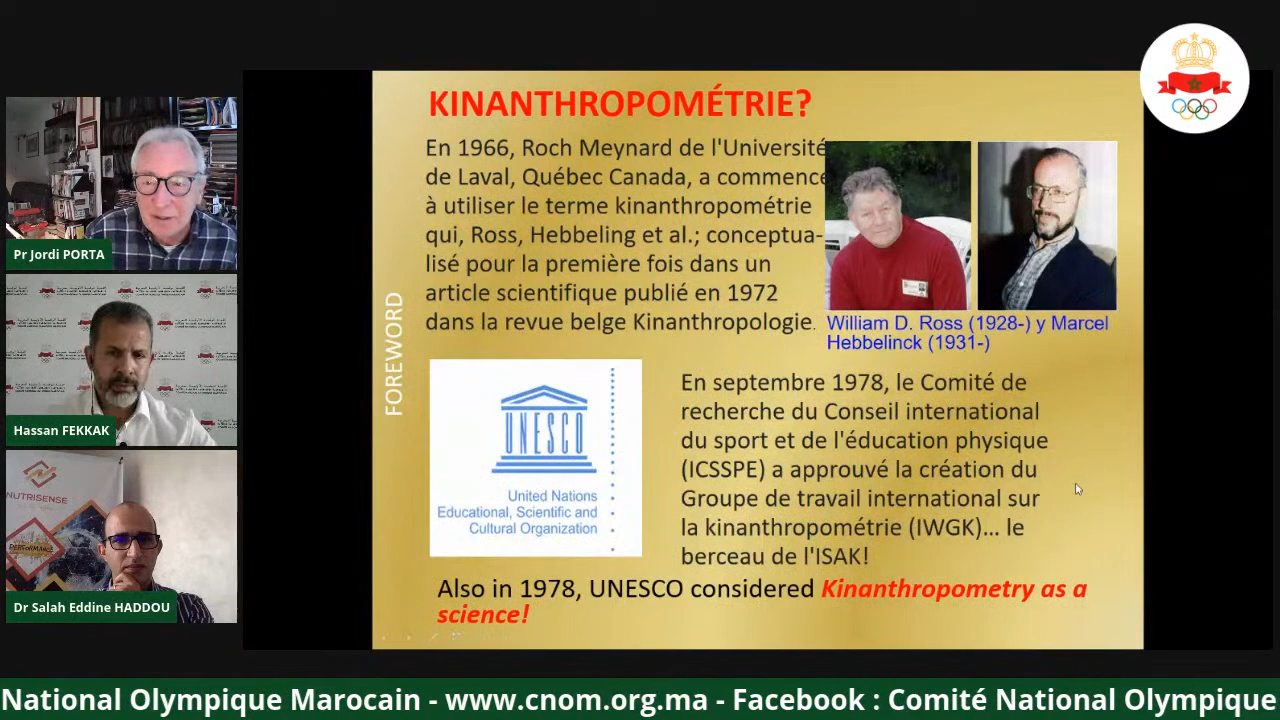 KINANTHROPOMÉTRIE?
En 1966, Roch Meynard de l'Université
de Laval, Québec Canada, a commencé
à utiliser le terme kinanthropométrie
qui, Ross, Hebbeling et al.; conceptua-
lisé pour la première fois dans un
article scientifique publié en 1972
dans la revue belge Kinanthropologie.
William D. Ross (1928-) y Marcel
Hebbelinck (1931-)
FOREWORD
UNESCO
United Nations
Educational, Scientific and
Cultural Organization
En septembre 1978, le Comité de
recherche du Conseil international
du sport et de l'éducation physique
(ICSSPE) a approuvé la création du
Groupe de travail international sur
la kinanthropométrie (IWGK)... le
berceau de l'ISAK!
Also in 1978, UNESCO considered Kinanthropometry as a
science!
Pr Jordi PORTA
Hassan FEKKAK
NUTRISENSE
PERFORMANCE
Dr Salah Eddine HADDOU
National Olympique Marocain - www.cnom.org.ma - Facebook : Comité National Olympique